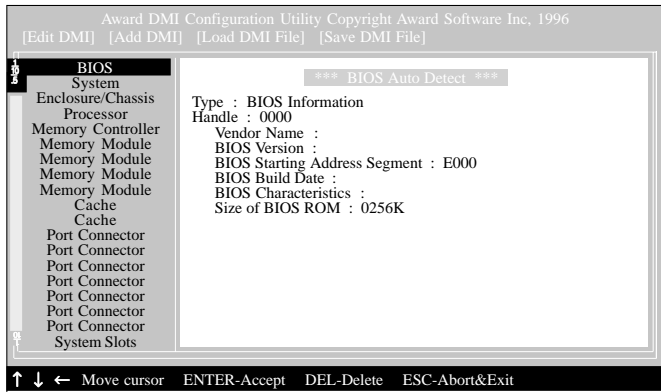 Award DMI Configuration Utility Copyright Award Software Inc, 1996
[Edit DMI] [Add DMI] [Load DMI File] [Save DMI File]
BIOS
System
Enclosure/Chassis
Processor
Memory Controller
Memory Module
Memory Module
Memory Module
Memory Module
Cache
Cache
Port Connector
Port Connector
Port Connector
Port Connector
Port Connector
Port Connector
Port Connector
System Slots
*** BIOS Auto Detect ***
Type : BIOS Information
Handle : 0000
Vendor Name :
BIOS Version :
BIOS Starting Address Segment : E000
BIOS Build Date :
BIOS Characteristics :
Size of BIOS ROM : 0256K
↑ ↓ ← Move cursor ENTER-Accept DEL-Delete ESC-Abort&Exit